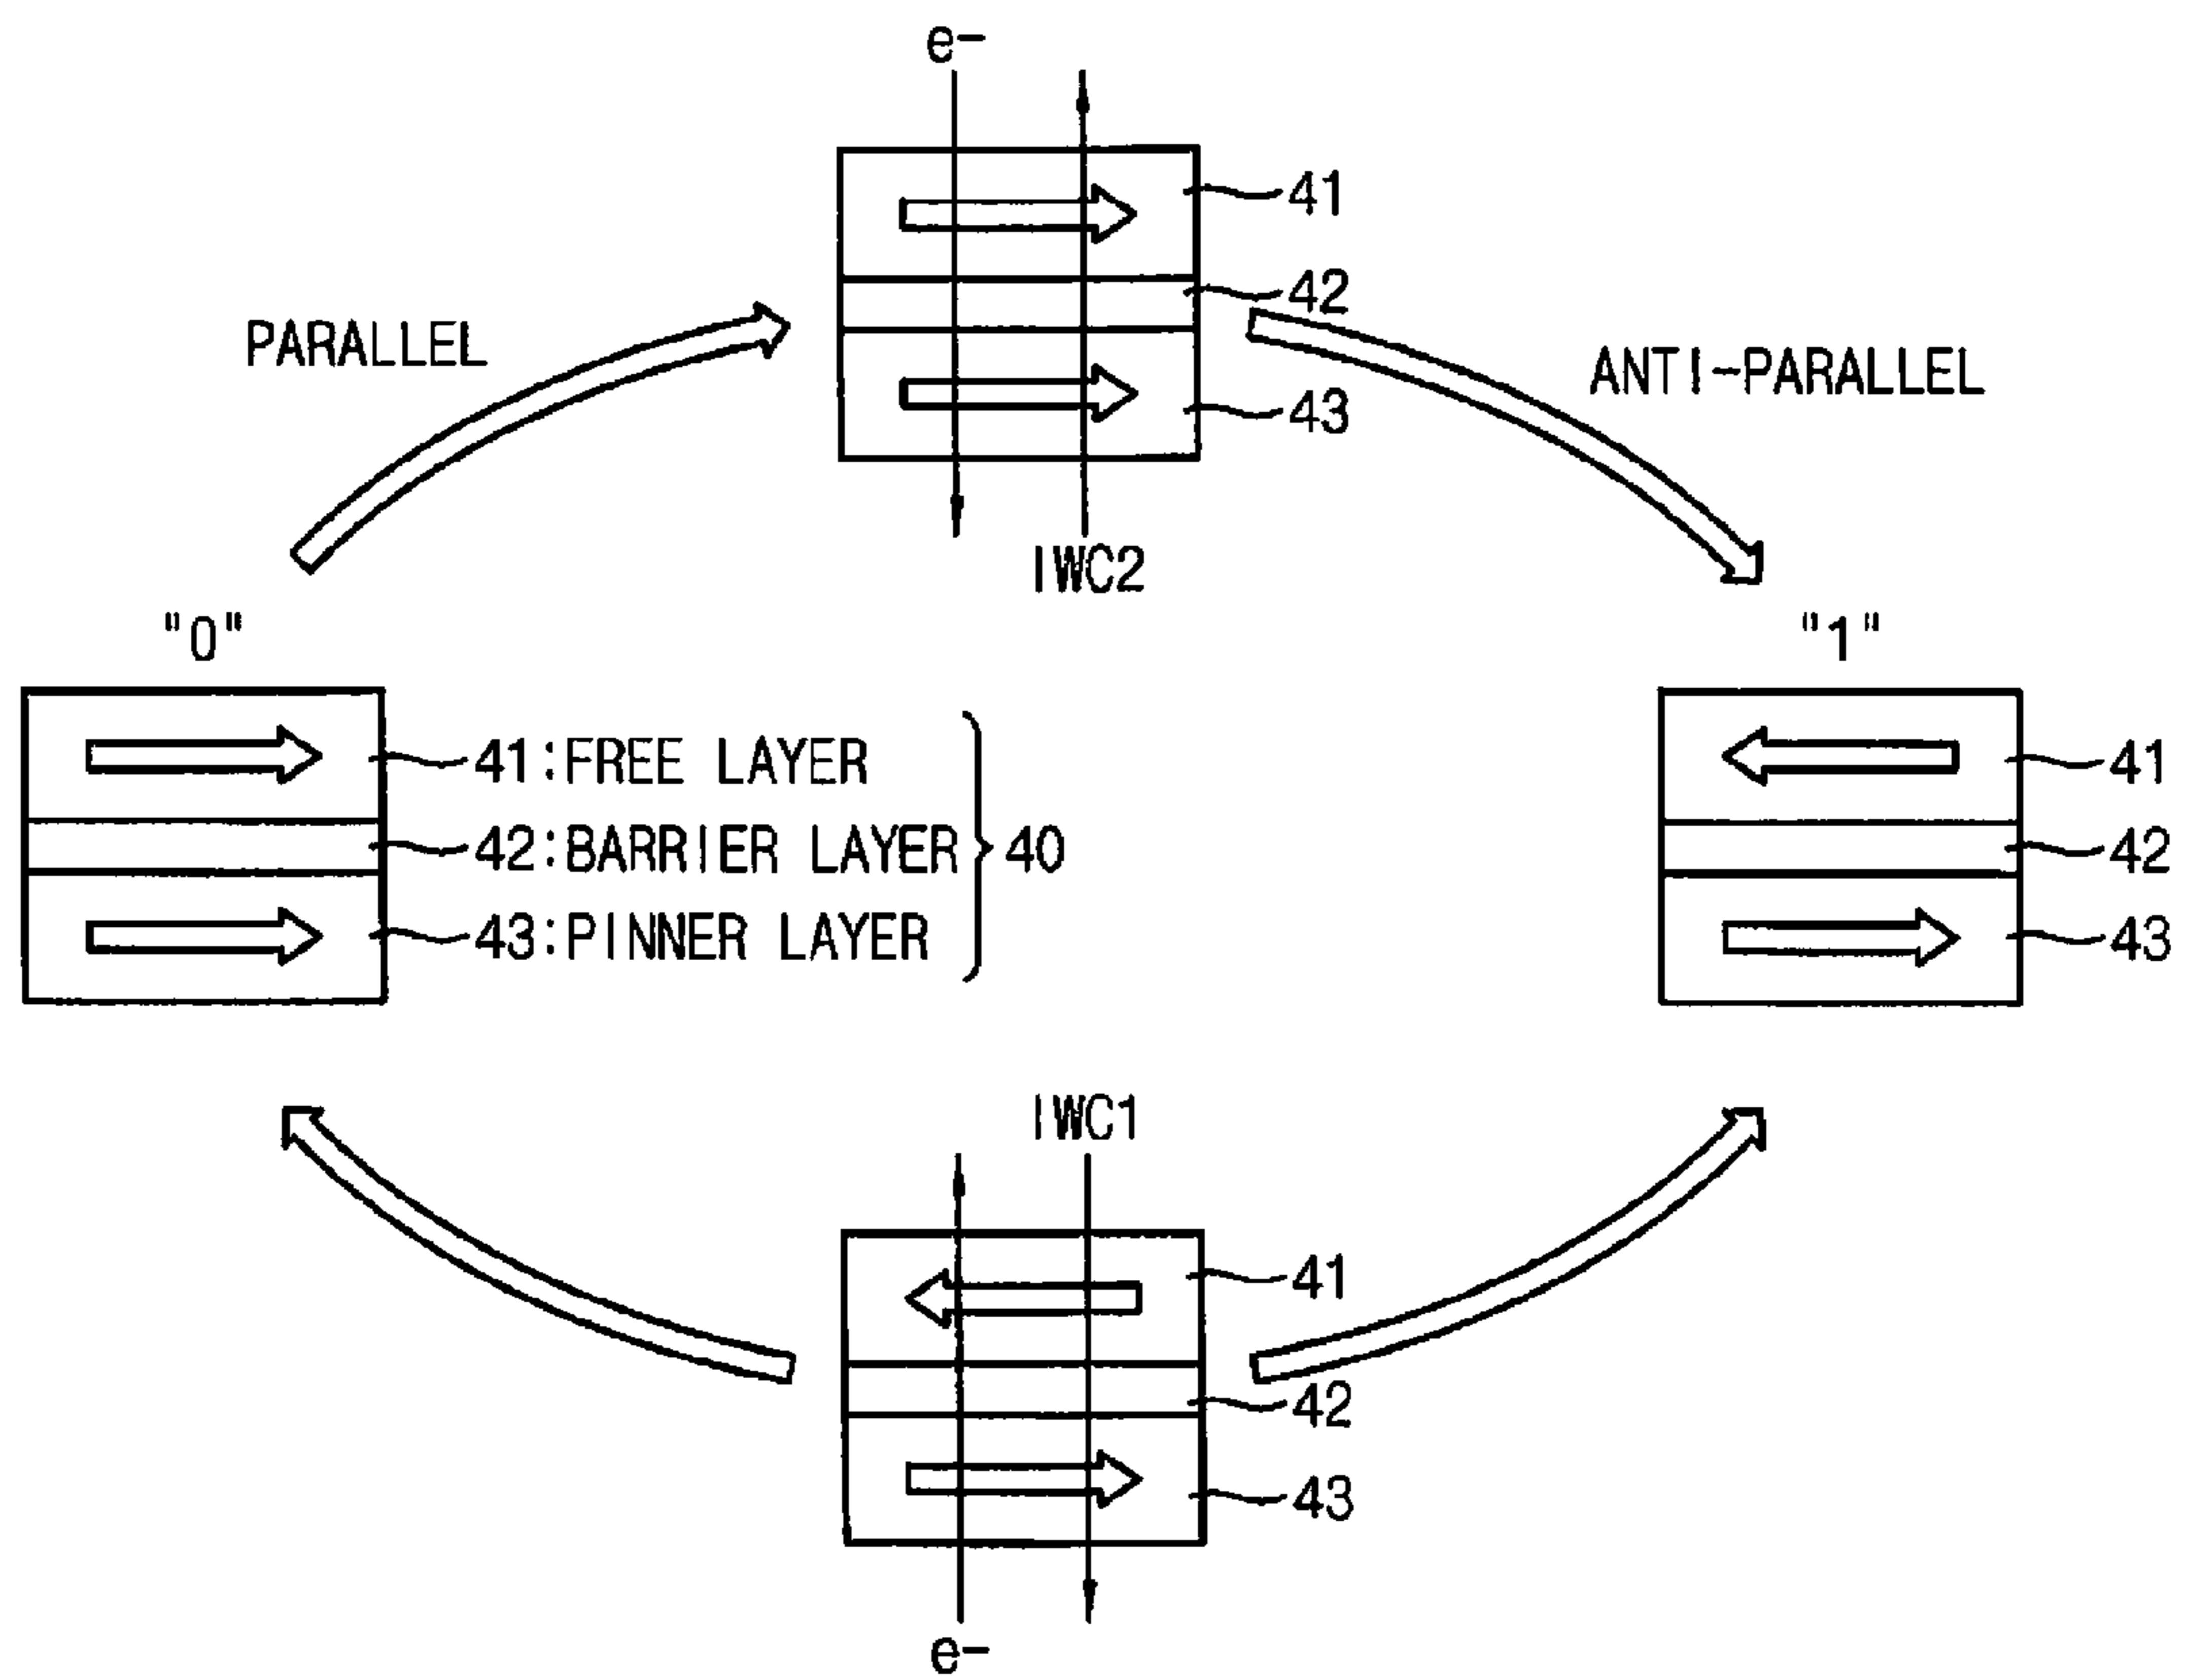 e-
41
42
PARALLEL
ANTI-PARALLEL
43
IWC2
"0"
"1"
41:FREE LAYER
41
42:BARRIER LAYER
40
42
43:PINNER LAYER
43
IWC1
41
42
43
e-